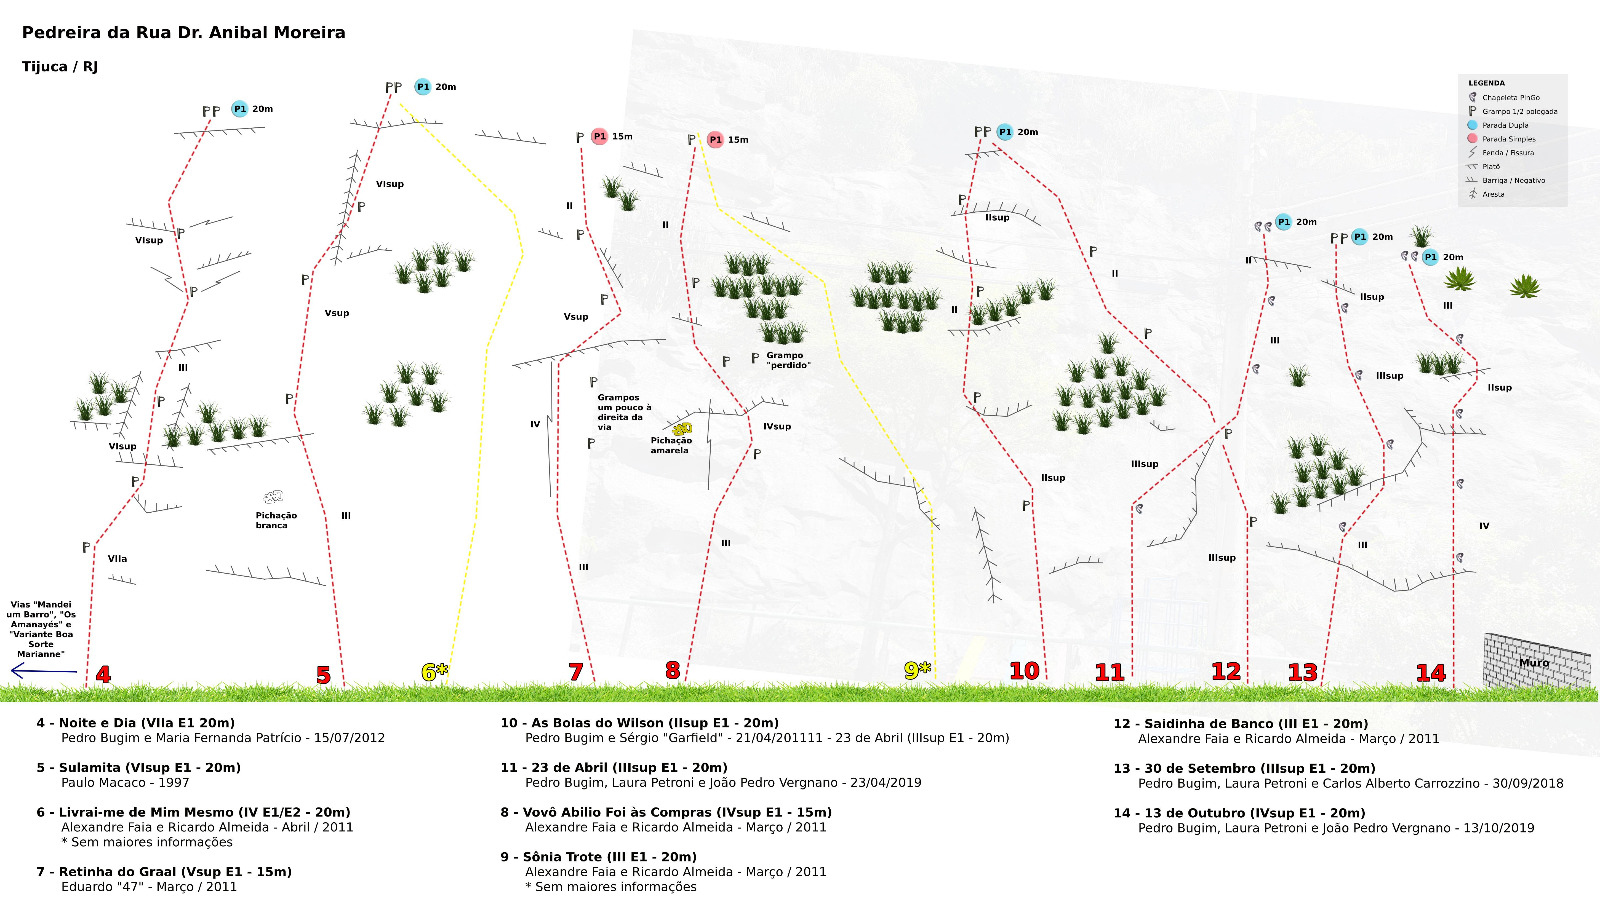 Pedreira da Rua Dr. Anibal Moreira
Tijuca / RJ
P1 20m
P1 20m
P1 15m
P1 15m
P1 20m
P1 20m
P1 20m
P1 20m
LEGENDA
Chapeleta PinGo
Grampo 1/2 polegada
Parada Dupla
Parada Simples
Fenda / Fissura
Platô
Barriga / Negativo
Aresta
VIsup
VIsup
III
VIsup
VIIa
Vsup
III
Pichação
branca
II
Vsup
IV
III
Grampos
um pouco à
direita da
via
II
Grampo
"perdido"
Pichação
amarela
IVsup
III
IIsup
II
II
IIsup
IIIsup
II
III
IIIsup
IIsup
IIIsup
III
III
IIsup
IV
Vias "Mandei
um Barro", "Os
Amanayés" e
"Variante Boa
Sorte
Marianne"
Muro
4
5
6*
7
8
9*
10
11
12
13
14
4 - Noite e Dia (VIIa E1 20m)
Pedro Bugim e Maria Fernanda Patrício - 15/07/2012
5 - Sulamita (VIsup E1 - 20m)
Paulo Macaco - 1997
6 - Livrai-me de Mim Mesmo (IV E1/E2 - 20m)
Alexandre Faia e Ricardo Almeida - Abril / 2011
* Sem maiores informações
7 - Retinha do Graal (Vsup E1 - 15m)
Eduardo "47" - Março / 2011
10 - As Bolas do Wilson (IIsup E1 - 20m)
Pedro Bugim e Sérgio "Garfield" - 21/04/201111 - 23 de Abril (IIIsup E1 - 20m)
11 - 23 de Abril (IIIsup E1 - 20m)
Pedro Bugim, Laura Petroni e João Pedro Vergnano - 23/04/2019
8 - Vovô Abilio Foi às Compras (IVsup E1 - 15m)
Alexandre Faia e Ricardo Almeida - Março / 2011
9 - Sônia Trote (III E1 - 20m)
Alexandre Faia e Ricardo Almeida - Março / 2011
* Sem maiores informações
12 - Saidinha de Banco (III E1 - 20m)
Alexandre Faia e Ricardo Almeida - Março / 2011
13 - 30 de Setembro (IIIsup E1 - 20m)
Pedro Bugim, Laura Petroni e Carlos Alberto Carrozzino - 30/09/2018
14 - 13 de Outubro (IVsup E1 - 20m)
Pedro Bugim, Laura Petroni e João Pedro Vergnano - 13/10/2019